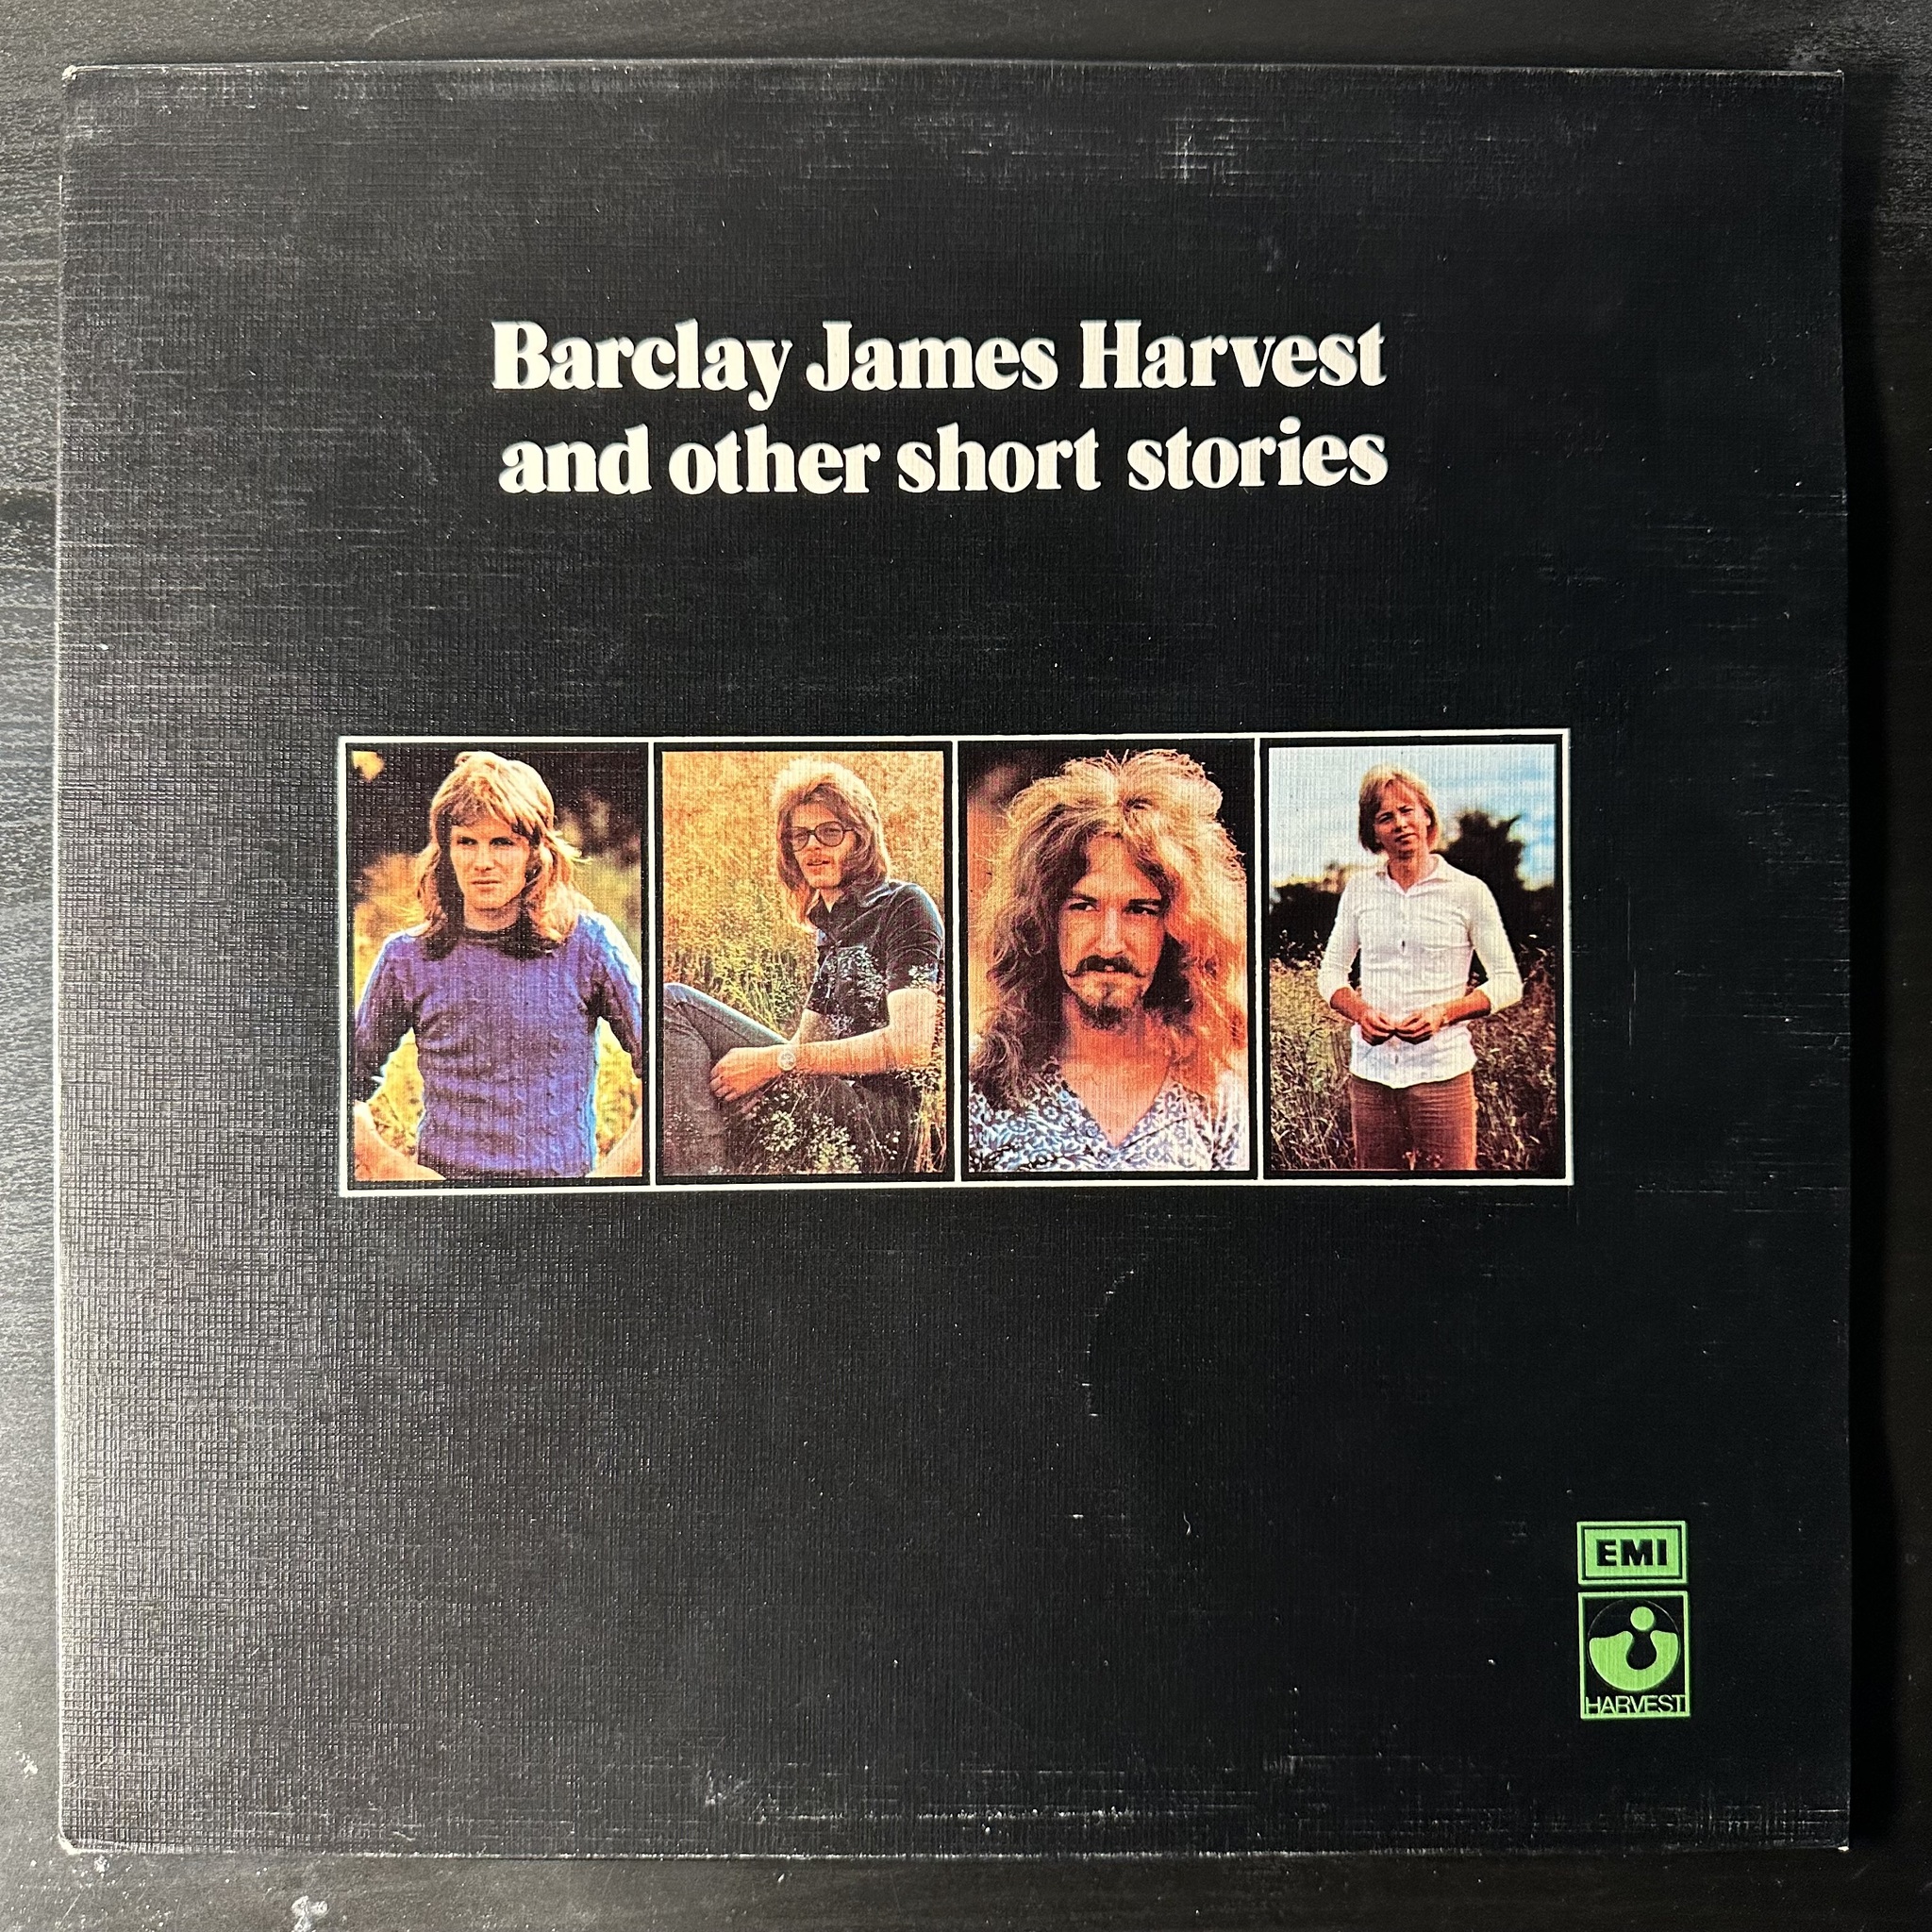 Barclay James Harvest
and other short stories
EMI
HARVEST